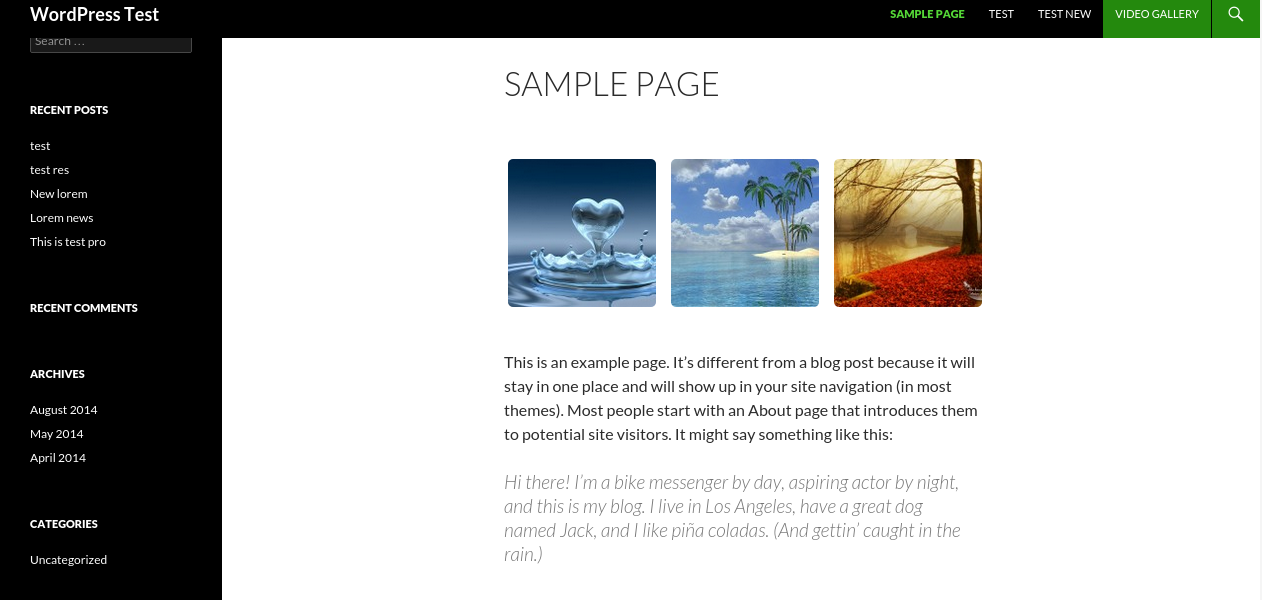 WordPress Test
SAMPLE PAGE
TEST
TEST NEW
VIDEO GALLERY
Search …
RECENT POSTS
test
test res
New lorem
Lorem news
This is test pro
RECENT COMMENTS
ARCHIVES
August 2014
May 2014
April 2014
CATEGORIES
Uncategorized
SAMPLE PAGE
This is an example page. It’s different from a blog post because it will
stay in one place and will show up in your site navigation (in most
themes). Most people start with an About page that introduces them
to potential site visitors. It might say something like this:
Hi there! I’m a bike messenger by day, aspiring actor by night,
and this is my blog. I live in Los Angeles, have a great dog
named Jack, and I like piña coladas. (And gettin’ caught in the
rain.)